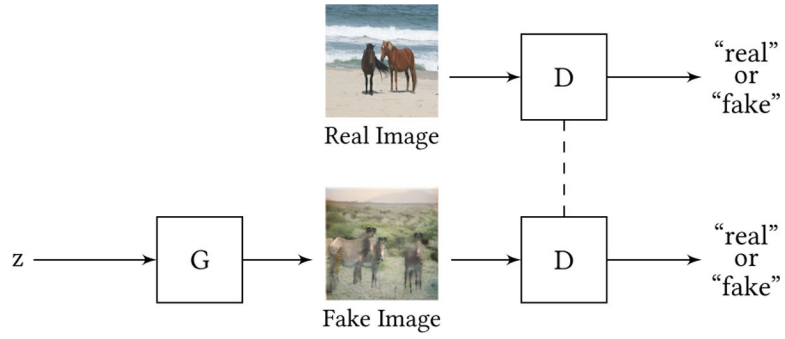 D
“real”
or
“fake”
Real Image
z
G
D
“real”
or
“fake”
Fake Image